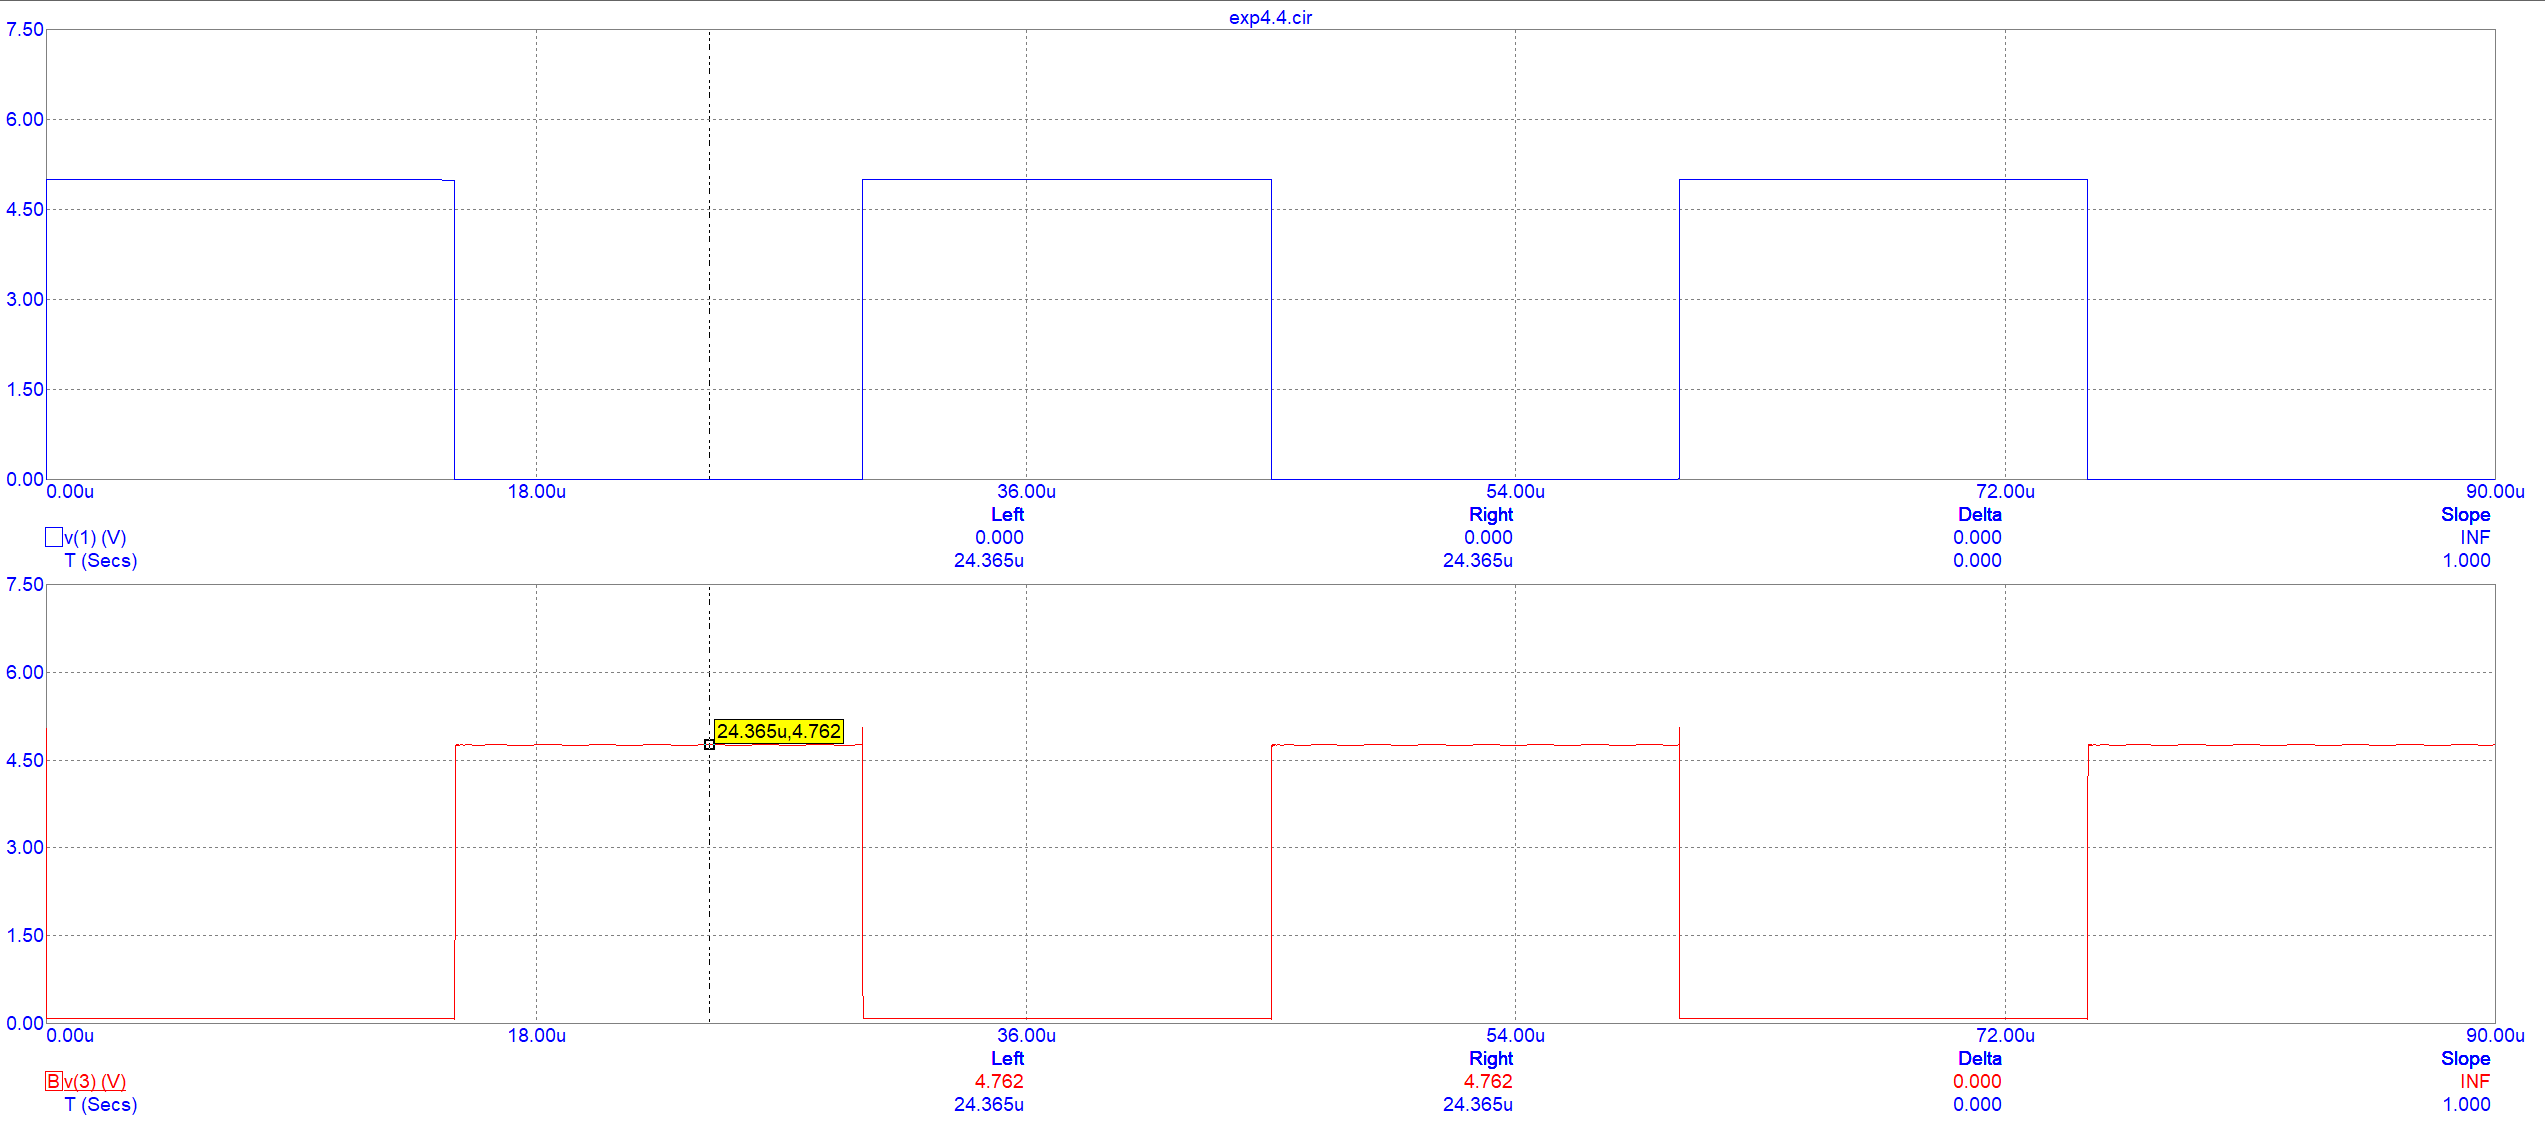 exp4.4.cir
7.50
6.00
4.50
3.00
1.50
0.00
0.00u 18.00u 36.00u 54.00u 72.00u 90.00u
Left Right Delta Slope
v(1) (V) 0.000 0.000 0.000 INF
T (Secs) 24.365u 24.365u 0.000 1.000
7.50
6.00
24.365u,4.762
4.50
3.00
1.50
0.00
0.00u 18.00u 36.00u 54.00u 72.00u 90.00u
Left Right Delta Slope
B v(3) (V) 4.762 4.762 0.000 INF
T (Secs) 24.365u 24.365u 0.000 1.000